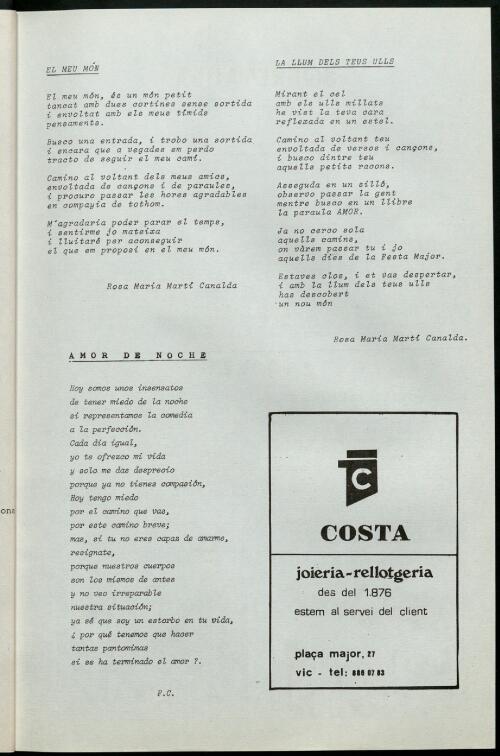 EL MEU MÓN
El meu món, és un món petit
tancat amb dues cortines sense sortida
i envoltat amb els meus tímids
pensaments.
Busco una entrada, i trobo una sortida
i encara que a vegades em perdo
tracto de seguir el meu camí.
Camino al voltant dels meus amics,
envoltada de cançons i de paraules,
i procuro passar les hores agradables
en companyía de tothom.
M'agradaria poder parar el temps,
i sentirme jo mateixa
i lluitaré per aconseguir
el que em proposi en el meu món.
Rosa Maria Martí Canalda
LA LLUM DELS TEUS ULLS
Mirant el cel
amb els ulls mullats
he vist la teva cara
reflexada en un estel.
Camino al voltant teu
envoltada de versos i cançons,
i busco dintre teu
aquells petits racons.
Asseguda en un silló,
observo passar la gent
mentre busco en un llibre
la paraula AMOR.
Ja no cerco sola
aquells camins,
on vàrem passar tu i jo
aquells dies de la Festa Major.
Estaves clos, i et vas despertar,
i amb la llum dels teus ulls
has descobert
un nou món
Rosa Maria Martí Canalda.
AMOR DE NOCHE
Hoy somos unos insensatos
de tener miedo de la noche
si representamos la comedia
a la perfección.
Cada día igual,
yo te ofrezco mi vida
y solo me das desprecio
porque ya no tienes compasión,
Hoy tengo miedo
por el camino que vas,
por este camino breve;
mas, si tu no eres capaz de amarme,
resignate,
porque nuestros cuerpos
son los mismos de antes
y no veo irreparable
nuestra situación;
ya sé que soy un estorbo en tu vida,
¿ por qué tenemos que hacer
tantas pantomimas
si se ha terminado el amor ?.
F.C.
TC
COSTA
joieria-rellotgeria
des del 1.876
estem al servei del client
plaça major, 27
vic - tel: 886 07 83